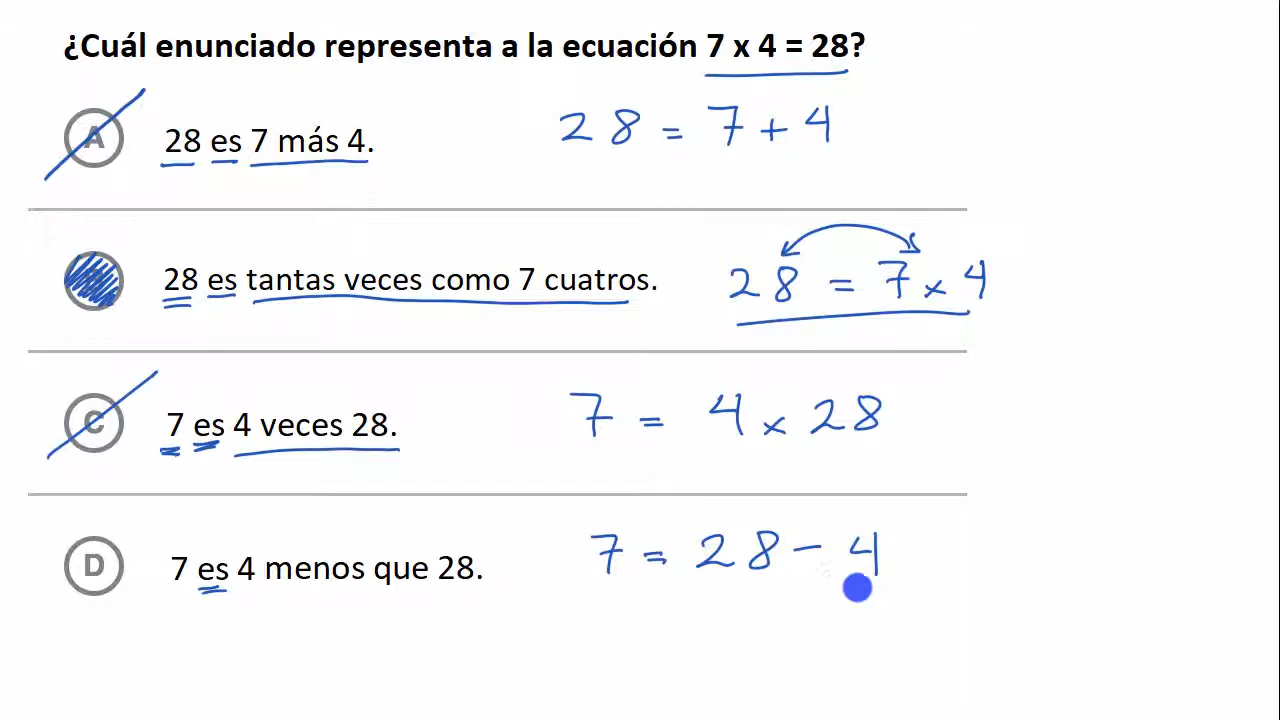 ¿Cuál enunciado representa a la ecuación 7 x 4 = 28?
A 28 es 7 más 4. 28 = 7 + 4
28 es tantas veces como 7 cuatros. 28 = 7 x 4
C 7 es 4 veces 28. 7 = 4 x 28
D 7 es 4 menos que 28. 7 = 28 - 4